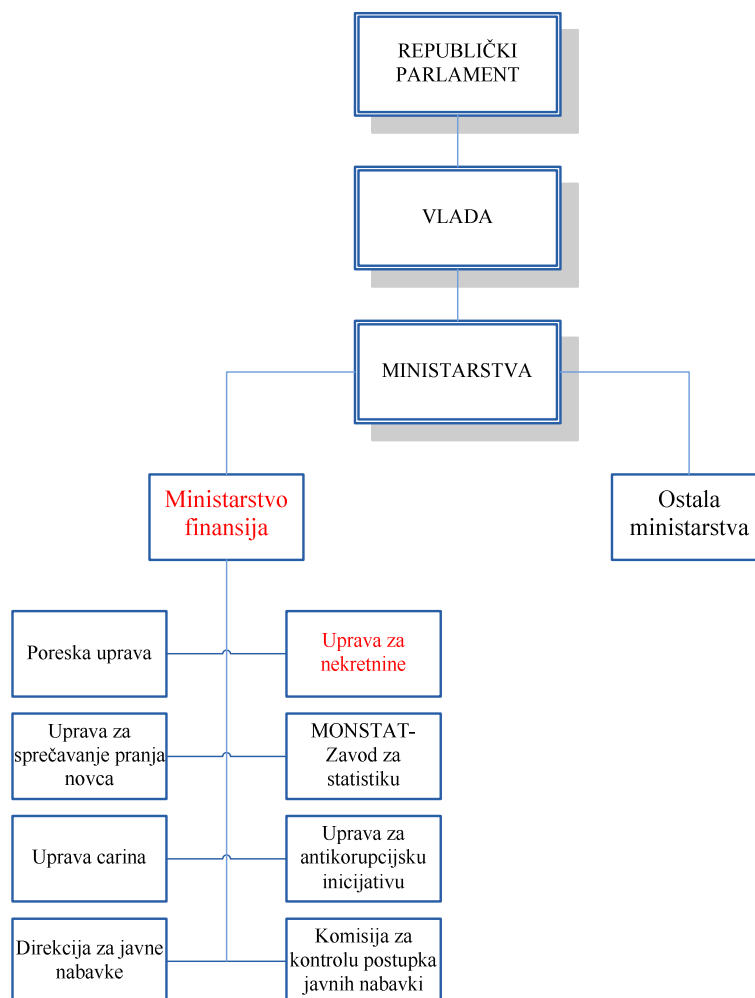 REPUBLIČKI
PARLAMENT
VLADA
MINISTARSTVA
Ministarstvo
finansija
Ostala
ministarstva
Poreska uprava
Uprava za
nekretnine
Uprava za
sprečavanje pranja
novca
MONSTAT-
Zavod za
statistiku
Uprava carina
Uprava za
antikorupcijsku
inicijativu
Direkcija za javne
nabavke
Komisija za
kontrolu postupka
javnih nabavki